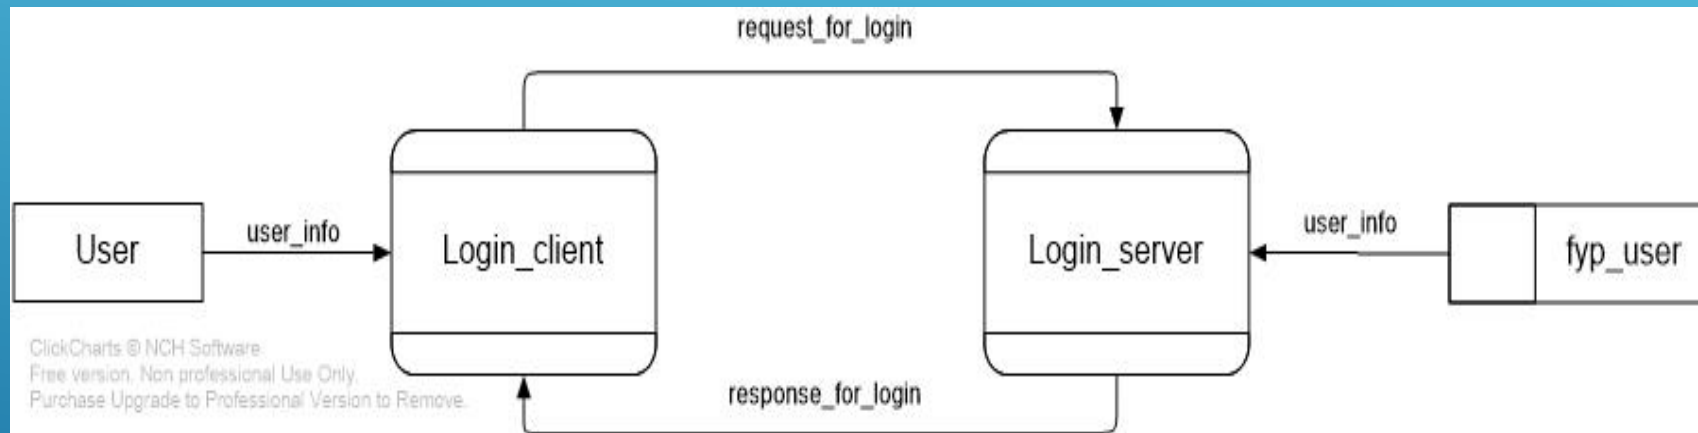 request_for_login
User
user_info
Login_client
Login_server
user_info
fyp_user
ClickCharts © NCH Software
Free version. Non professional Use Only.
Purchase Upgrade to Professional Version to Remove.
response_for_login